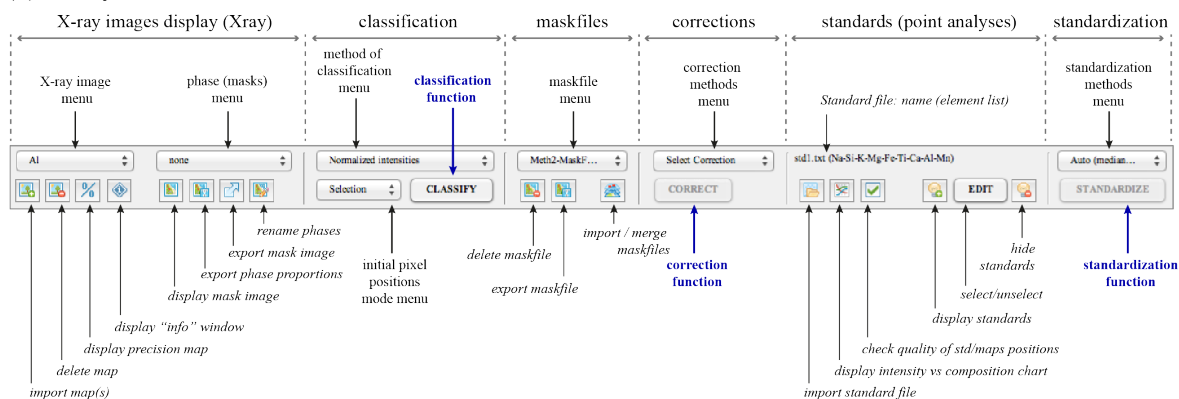 X-ray images display (Xray)
classification
maskfiles
corrections
standards (point analyses)
standardization
X-ray image
menu
phase (masks)
menu
method of
classification
menu
classification
function
maskfile
menu
correction
methods
menu
Standard file: name (element list)
standardization
methods
menu
Al
none
Normalized intensities
Meth2-MaskF...
Select Correction
std1.txt (Na-Si-K-Mg-Fe-Ti-Ca-Al-Mn)
Auto (median...
%
Selection
CLASSIFY
CORRECT
EDIT
STANDARDIZE
rename phases
export mask image
export phase proportions
display mask image
display “info” window
display precision map
delete map
import map(s)
initial pixel
positions
mode menu
delete maskfile
export maskfile
import / merge
maskfiles
correction
function
hide
standards
select/unselect
display standards
check quality of std/maps positions
display intensity vs composition chart
import standard file
standardization
function